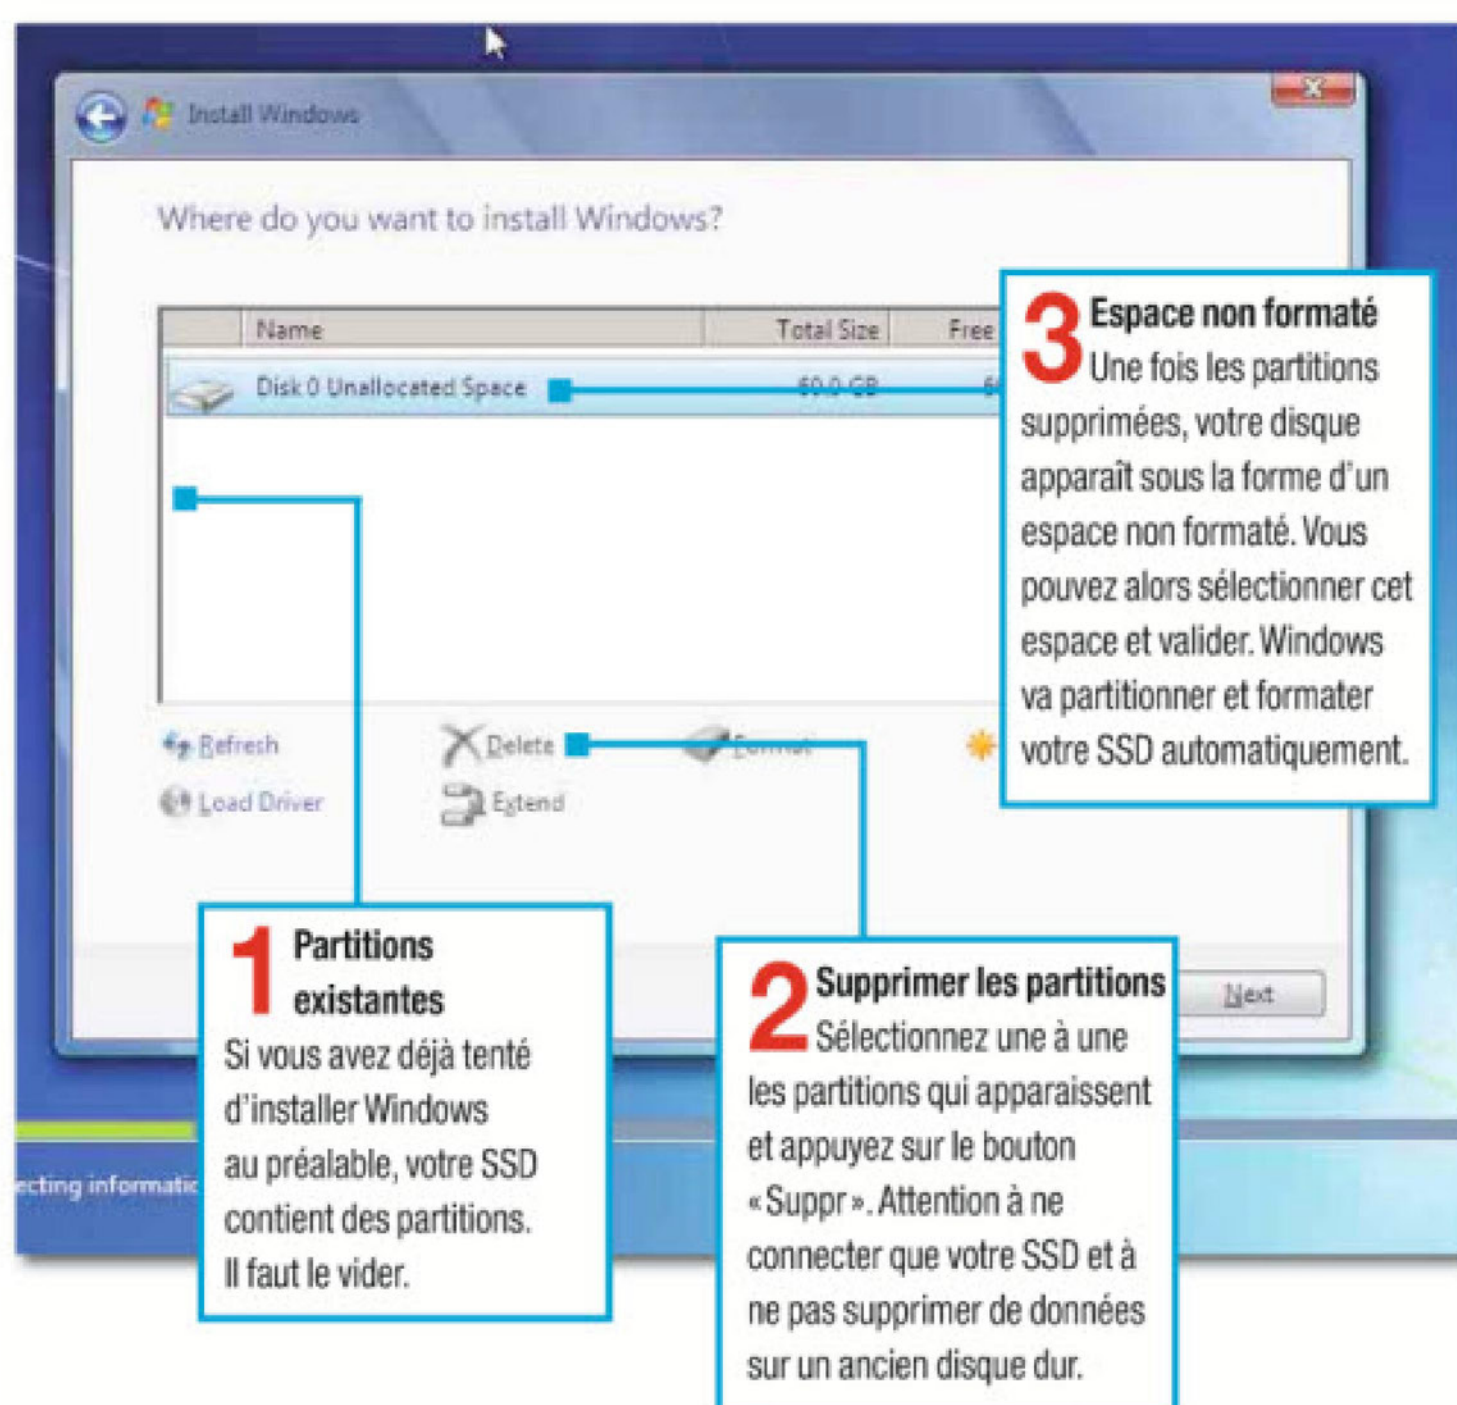 Install Windows
Where do you want to install Windows?
Name Total Size Free
Disk 0 Unallocated Space 60.0 GB
Refresh Delete Format
Load Driver Extend
Next
3 Espace non formaté
Une fois les partitions
supprimées, votre disque
apparaît sous la forme d'un
espace non formaté. Vous
pouvez alors sélectionner cet
espace et valider. Windows
va partitionner et formater
votre SSD automatiquement.
1 Partitions
existantes
Si vous avez déjà tenté
d'installer Windows
au préalable, votre SSD
contient des partitions.
Il faut le vider.
2 Supprimer les partitions
Sélectionnez une à une
les partitions qui apparaissent
et appuyez sur le bouton
« Suppr ». Attention à ne
connecter que votre SSD et à
ne pas supprimer de données
sur un ancien disque dur.
ecting informatic